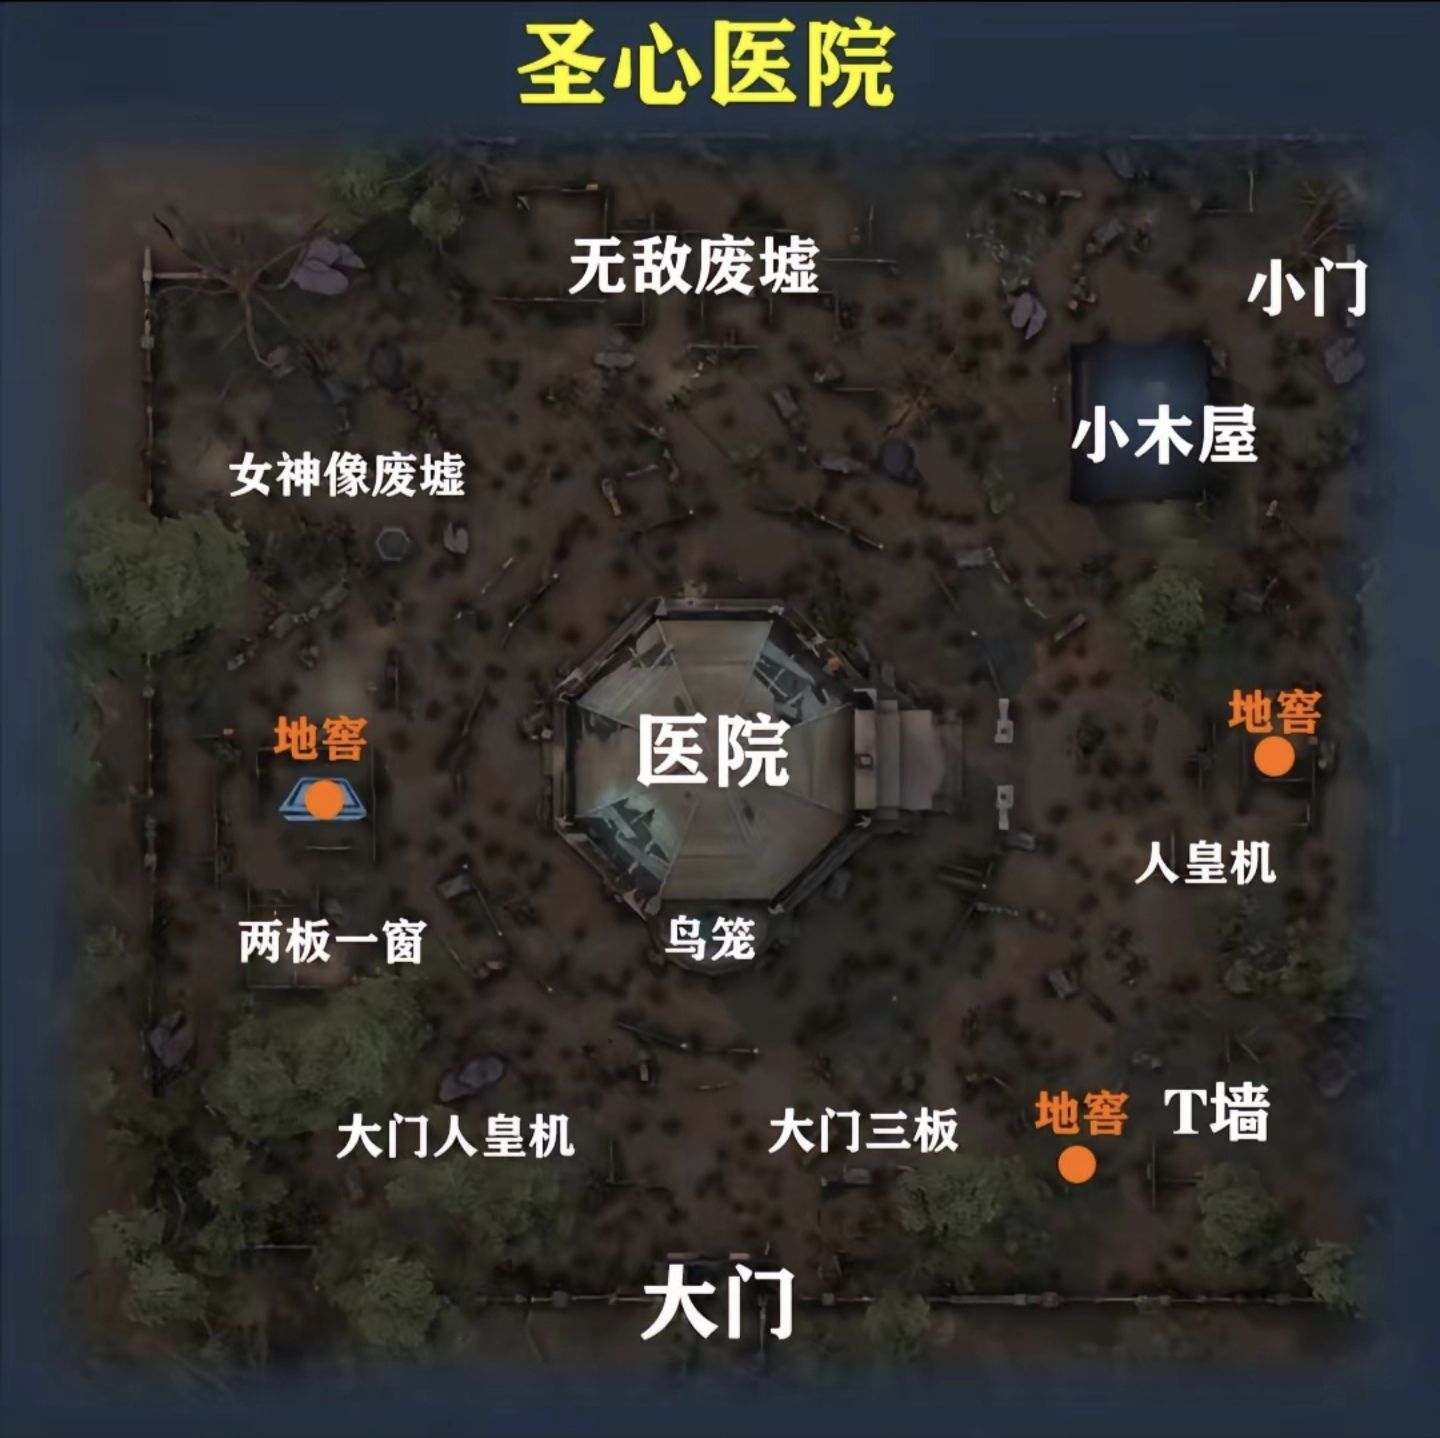 圣心医院
无敌废墟
小门
小木屋
女神像废墟
地窖
地窖
医院
人皇机
两板一窗
鸟笼
地窖
T墙
大门人皇机
大门三板
大门